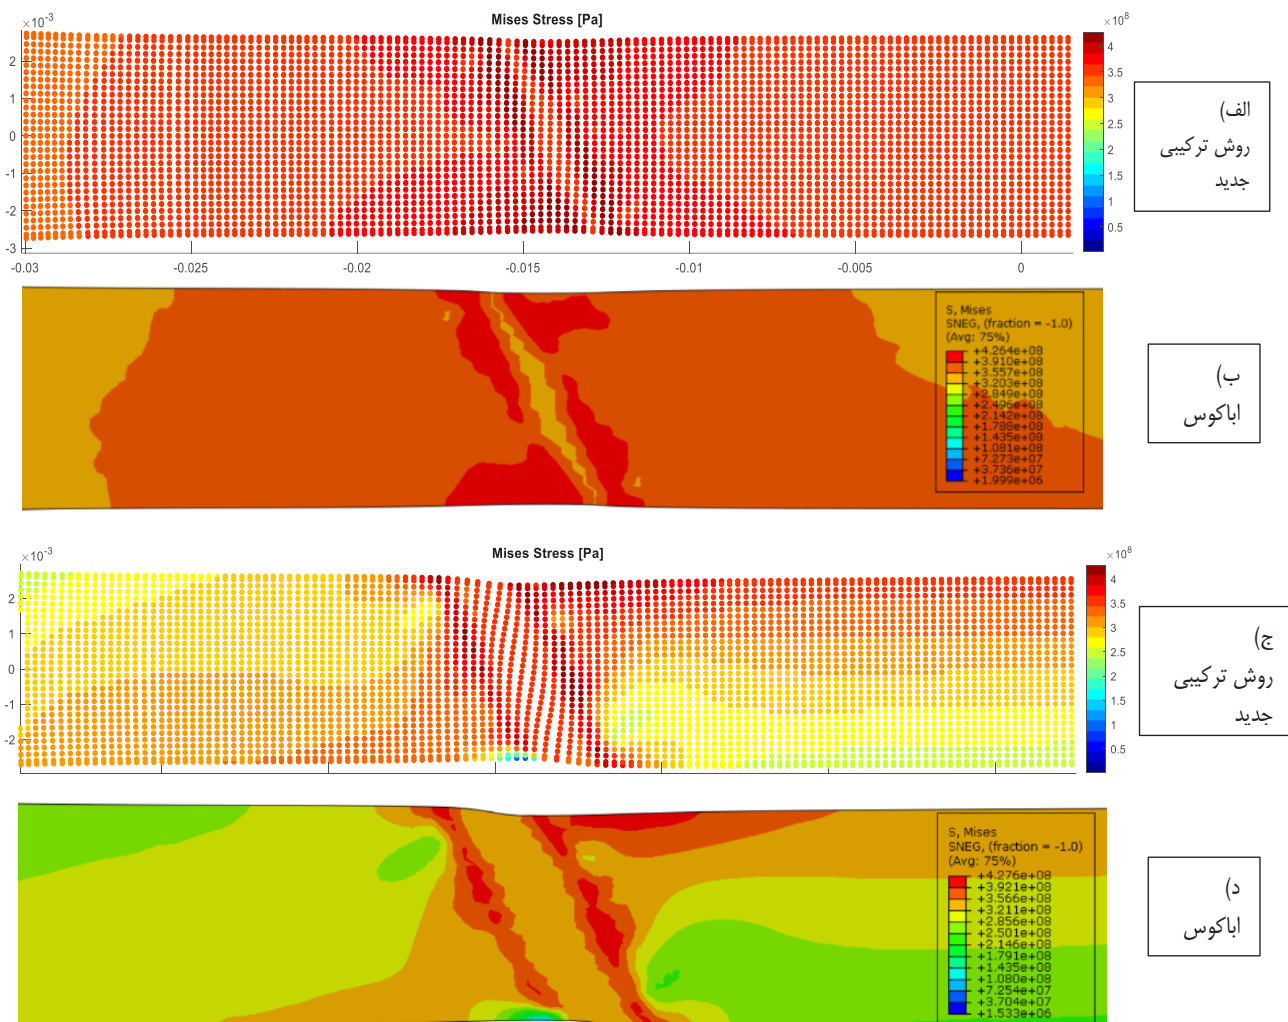 Mises Stress [Pa]
×10⁻³
×10⁸
2
1
0
-1
-2
-3
-0.03
-0.025
-0.02
-0.015
-0.01
-0.005
0
4
3.5
3
2.5
2
1.5
1
0.5
الف)
روش ترکیبی
جدید
S, Mises
SNEG, (fraction = -1.0)
(Avg: 75%)
+4.264e+08
+3.910e+08
+3.557e+08
+3.203e+08
+2.849e+08
+2.496e+08
+2.142e+08
+1.788e+08
+1.435e+08
+1.081e+08
+7.273e+07
+3.736e+07
+1.999e+06
ب)
اباکوس
Mises Stress [Pa]
×10⁻³
×10⁸
2
1
0
-1
-2
4
3.5
3
2.5
2
1.5
1
0.5
ج)
روش ترکیبی
جدید
S, Mises
SNEG, (fraction = -1.0)
(Avg: 75%)
+4.276e+08
+3.921e+08
+3.566e+08
+3.211e+08
+2.856e+08
+2.501e+08
+2.146e+08
+1.791e+08
+1.435e+08
+1.080e+08
+7.254e+07
+3.704e+07
+1.533e+06
د)
اباکوس